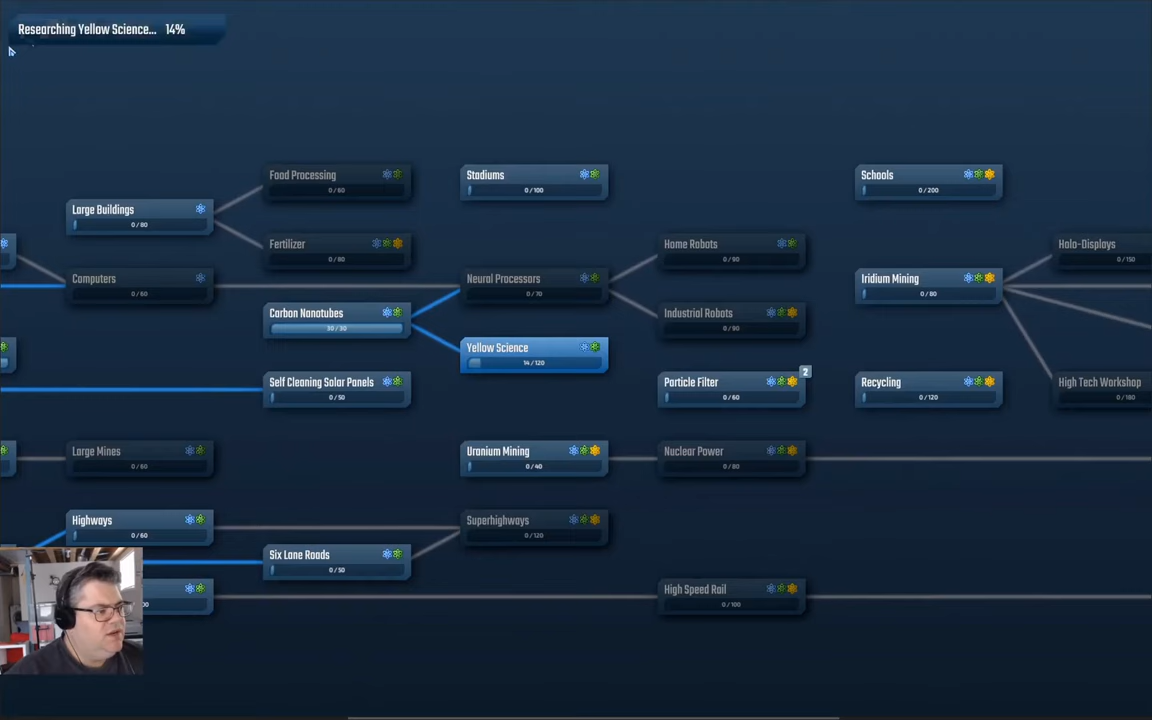 Researching Yellow Science... 14%
Food Processing
0/60
Stadiums
0/100
Schools
0/200
Large Buildings
0/80
Fertilizer
0/80
Home Robots
0/90
Holo-Displays
0/150
Computers
0/60
Neural Processors
0/70
Iridium Mining
0/80
Carbon Nanotubes
30/30
Industrial Robots
0/90
Yellow Science
14/120
Self Cleaning Solar Panels
0/50
2
Particle Filter
0/60
Recycling
0/120
High Tech Workshop
0/180
Large Mines
0/60
Uranium Mining
0/40
Nuclear Power
0/80
Highways
0/60
Superhighways
0/120
Six Lane Roads
0/50
High Speed Rail
0/100